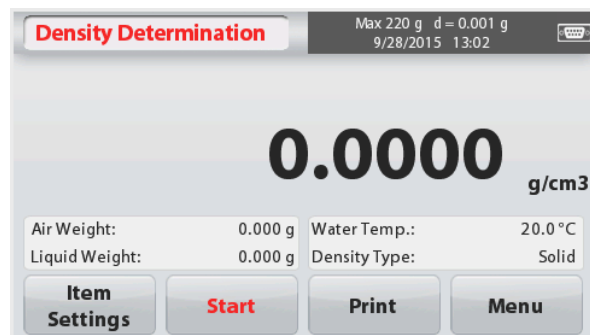 Density Determination
Max 220 g d = 0.001 g
9/28/2015 13:02
0.0000
g/cm3
Air Weight: 0.000 g
Liquid Weight: 0.000 g
Water Temp.: 20.0 °C
Density Type: Solid
Item
Settings
Start
Print
Menu